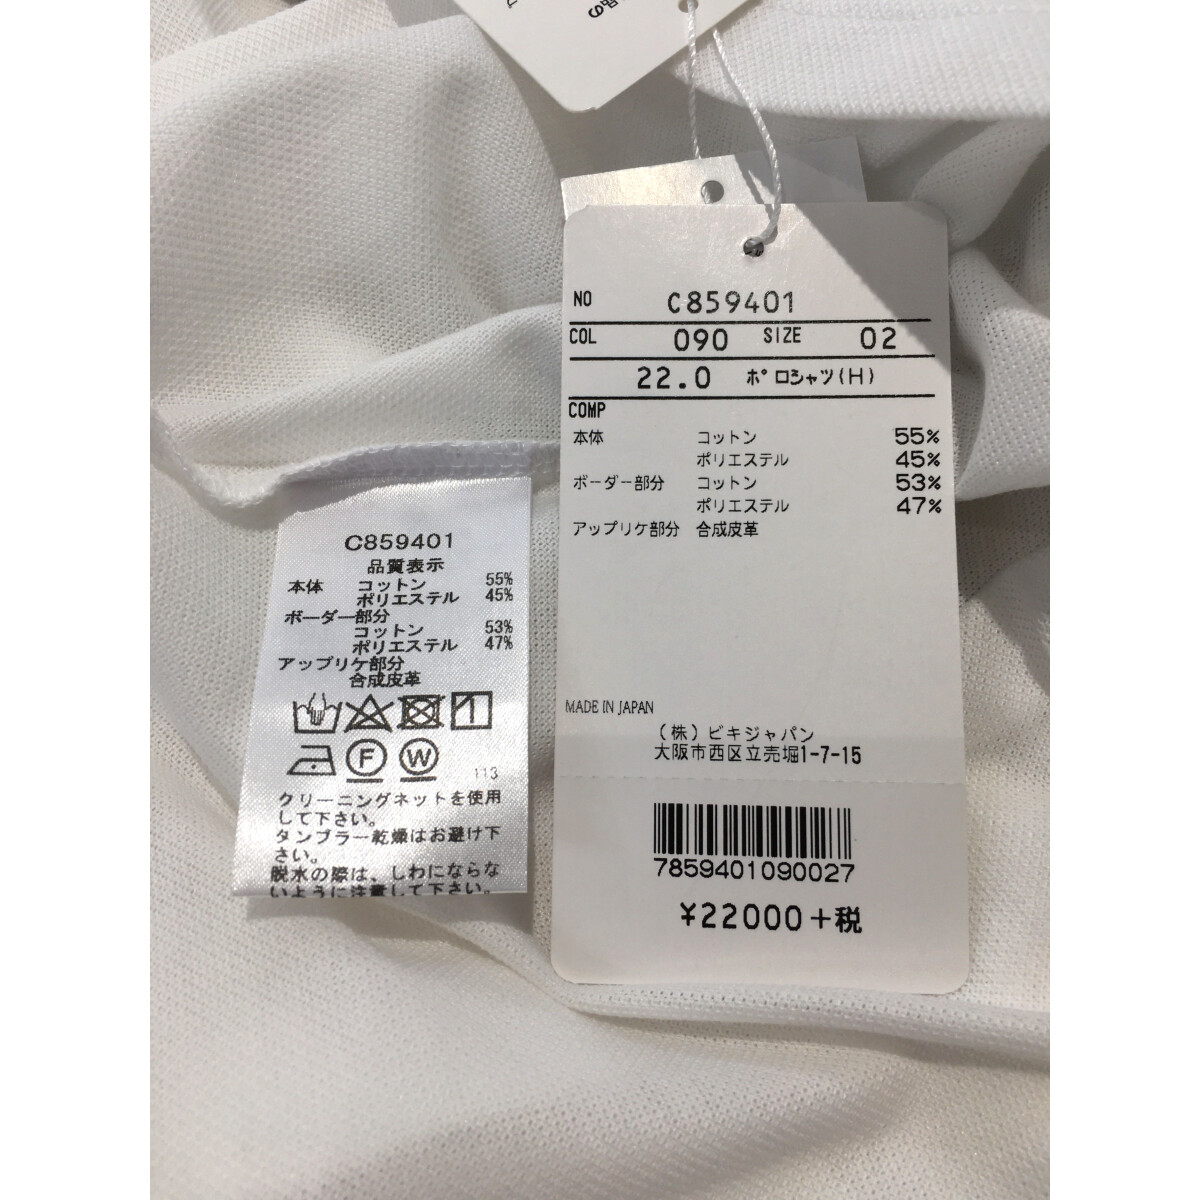 NO C859401
COL 090 SIZE 02
22.0 ポロシャツ(H)
COMP
本体 コットン 55%
ポリエステル 45%
ボーダー部分 コットン 53%
ポリエステル 47%
アップリケ部分 合成皮革
MADE IN JAPAN
(株)ビキジャパン
大阪市西区立売堀1-7-15
7859401090027
¥22000+税
C859401
品質表示
本体 コットン 55%
ポリエステル 45%
ボーダー部分
コットン 53%
ポリエステル 47%
アップリケ部分
合成皮革
F W 113
クリーニングネットを使用
して下さい。
タンブラー乾燥はお避け下
さい。
脱水の際は、しわにならな
いように注意して下さい。